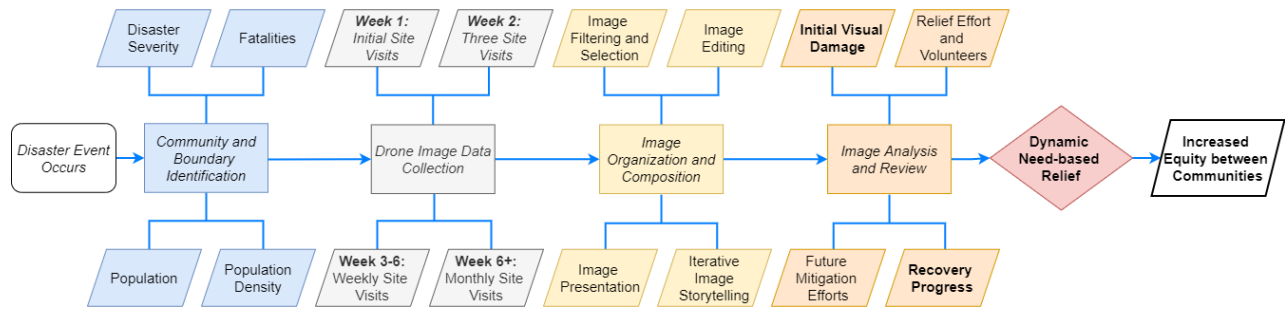 Disaster
Severity
Fatalities
Week 1:
Initial Site
Visits
Week 2:
Three Site
Visits
Image
Filtering and
Selection
Image
Editing
Initial Visual
Damage
Relief Effort
and
Volunteers
Disaster Event
Occurs
Community and
Boundary
Identification
Drone Image Data
Collection
Image
Organization and
Composition
Image Analysis
and Review
Dynamic
Need-based
Relief
Increased
Equity between
Communities
Population
Population
Density
Week 3-6:
Weekly Site
Visits
Week 6+:
Monthly Site
Visits
Image
Presentation
Iterative
Image
Storytelling
Future
Mitigation
Efforts
Recovery
Progress